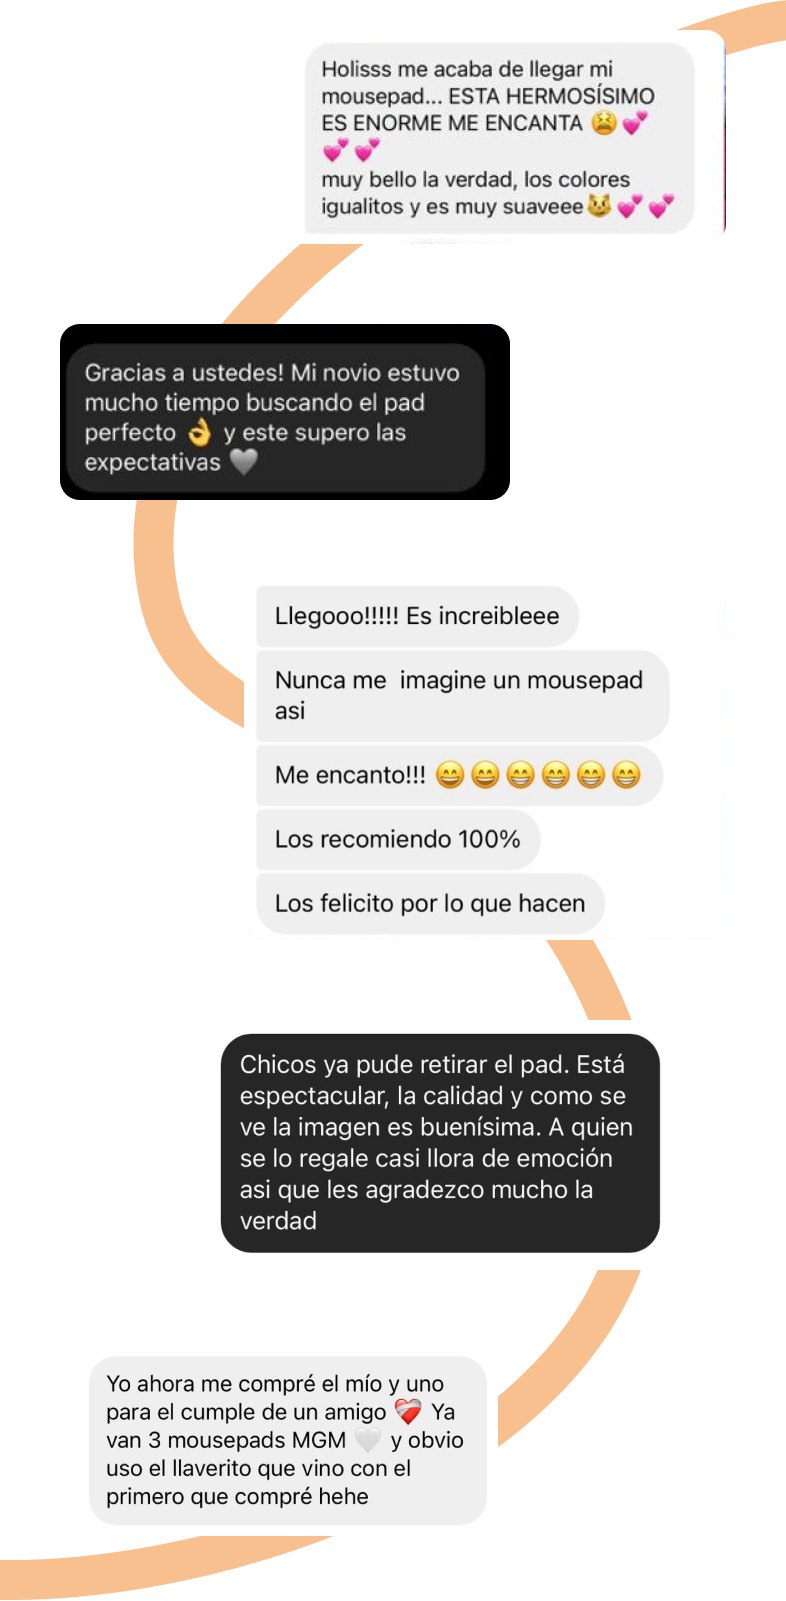 Holisss me acaba de llegar mi
mousepad... ESTA HERMOSÍSIMO
ES ENORME ME ENCANTA 😫 💕
💕 💕
muy bello la verdad, los colores
igualitos y es muy suaveee😼 💕 💕
Gracias a ustedes! Mi novio estuvo
mucho tiempo buscando el pad
perfecto 👌 y este supero las
expectativas 🖤
Llegooo!!!!! Es increibleee
Nunca me  imagine un mousepad
asi
Me encanto!!! 😄 😄 😁 😁 😁 😁
Los recomiendo 100%
Los felicito por lo que hacen
Chicos ya pude retirar el pad. Está
espectacular, la calidad y como se
ve la imagen es buenísima. A quien
se lo regale casi llora de emoción
asi que les agradezco mucho la
verdad
Yo ahora me compré el mío y uno
para el cumple de un amigo ❤️‍🩹 Ya
van 3 mousepads MGM 🤍 y obvio
uso el llaverito que vino con el
primero que compré hehe